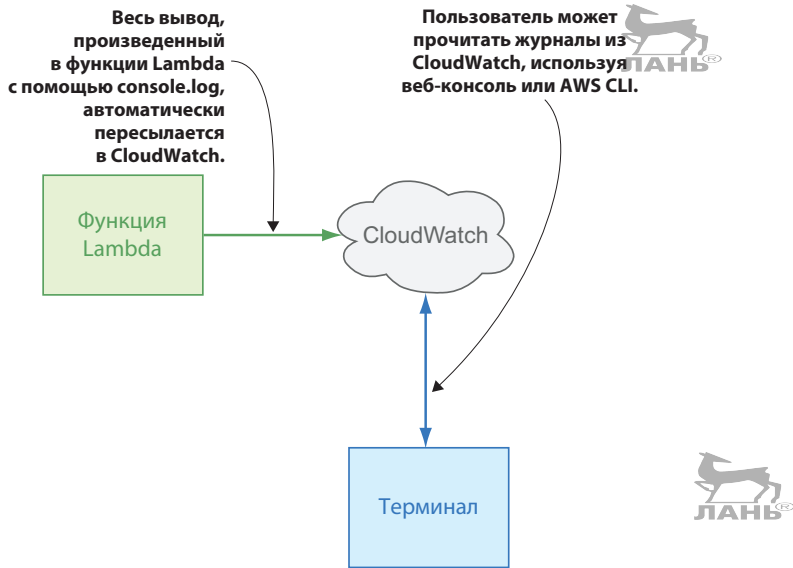 Весь вывод,
произведенный
в функции Lambda
с помощью console.log,
автоматически
пересылается
в CloudWatch.
Пользователь может
прочитать журналы из
CloudWatch, используя
веб-консоль или AWS CLI.
ЛАНЬ®
Функция
Lambda
CloudWatch
Терминал
ЛАНЬ®